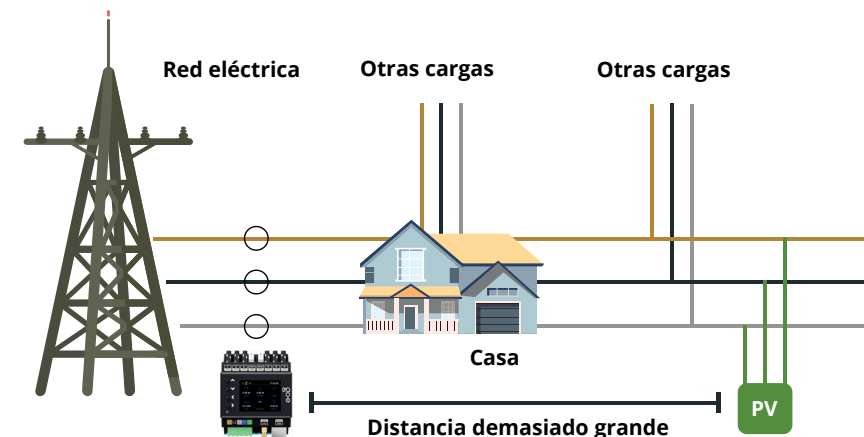 Red eléctrica
Otras cargas
Otras cargas
Casa
PV
Distancia demasiado grande